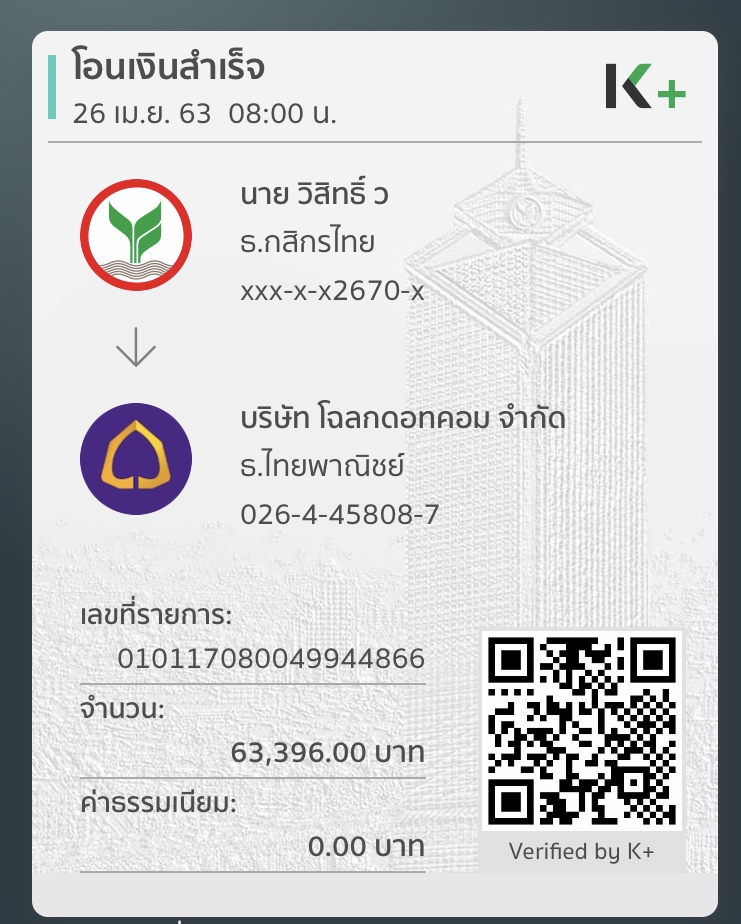 โอนเงินสำเร็จ
26 เม.ย. 63 08:00 น.
K+
นาย วิสิทธิ์ ว
ธ.กสิกรไทย
xxx-x-x2670-x
บริษัท โฉลกดอทคอม จำกัด
ธ.ไทยพาณิชย์
026-4-45808-7
เลขที่รายการ:
010117080049944866
จำนวน:
63,396.00 บาท
ค่าธรรมเนียม:
0.00 บาท
Verified by K+